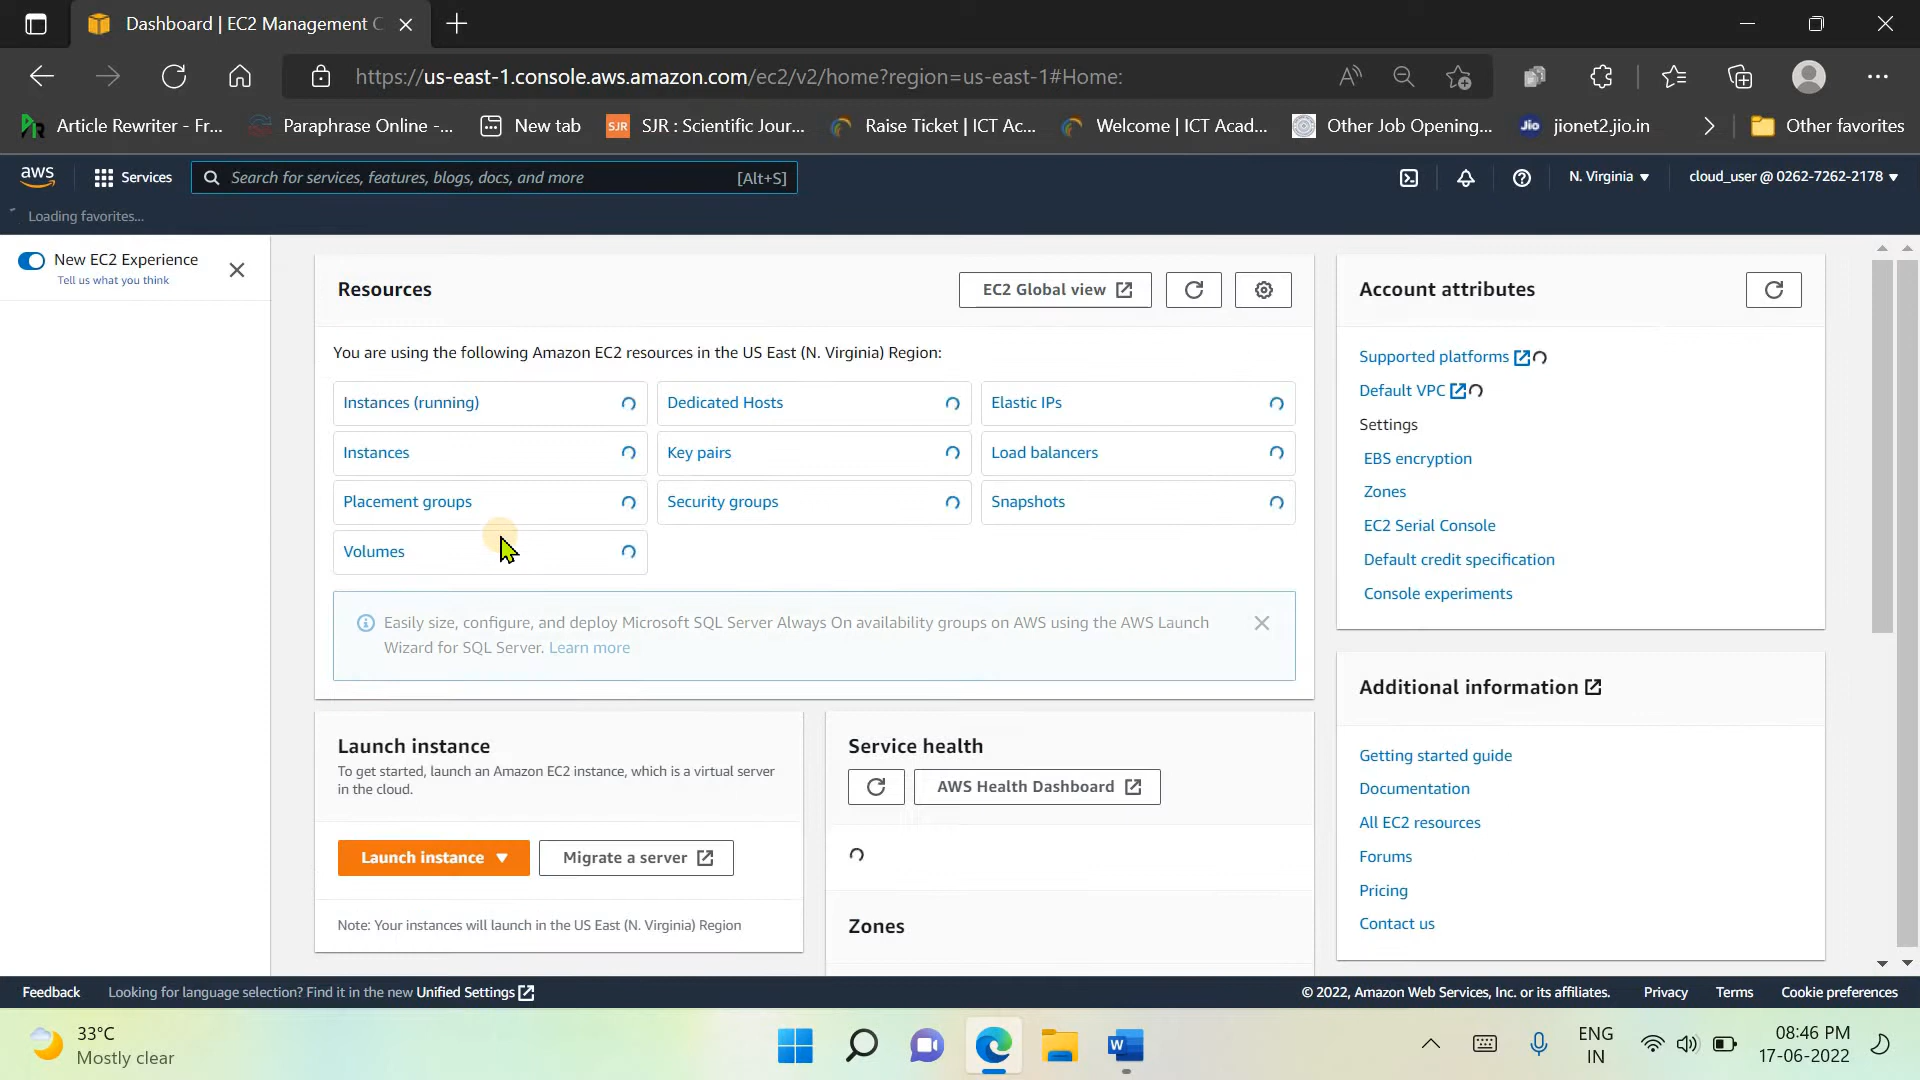 Dashboard | EC2 Management C
https://us-east-1.console.aws.amazon.com/ec2/v2/home?region=us-east-1#Home:
Article Rewriter - Fr...
Paraphrase Online -...
New tab
SJR
SJR : Scientific Jour...
Raise Ticket | ICT Ac...
Welcome | ICT Acad...
Other Job Opening...
Jio
jionet2.jio.in
Other favorites
aws
Services
Search for services, features, blogs, docs, and more
[Alt+S]
N. Virginia
cloud_user @ 0262-7262-2178
Loading favorites...
New EC2 Experience
Tell us what you think
Resources
EC2 Global view
You are using the following Amazon EC2 resources in the US East (N. Virginia) Region:
Instances (running)
Dedicated Hosts
Elastic IPs
Instances
Key pairs
Load balancers
Placement groups
Security groups
Snapshots
Volumes
Easily size, configure, and deploy Microsoft SQL Server Always On availability groups on AWS using the AWS Launch
Wizard for SQL Server. Learn more
Launch instance
To get started, launch an Amazon EC2 instance, which is a virtual server
in the cloud.
Launch instance
Migrate a server
Note: Your instances will launch in the US East (N. Virginia) Region
Service health
AWS Health Dashboard
Zones
Account attributes
Supported platforms
Default VPC
Settings
EBS encryption
Zones
EC2 Serial Console
Default credit specification
Console experiments
Additional information
Getting started guide
Documentation
All EC2 resources
Forums
Pricing
Contact us
Feedback
Looking for language selection? Find it in the new Unified Settings
© 2022, Amazon Web Services, Inc. or its affiliates.
Privacy
Terms
Cookie preferences
33°C
Mostly clear
W
ENG
IN
08:46 PM
17-06-2022